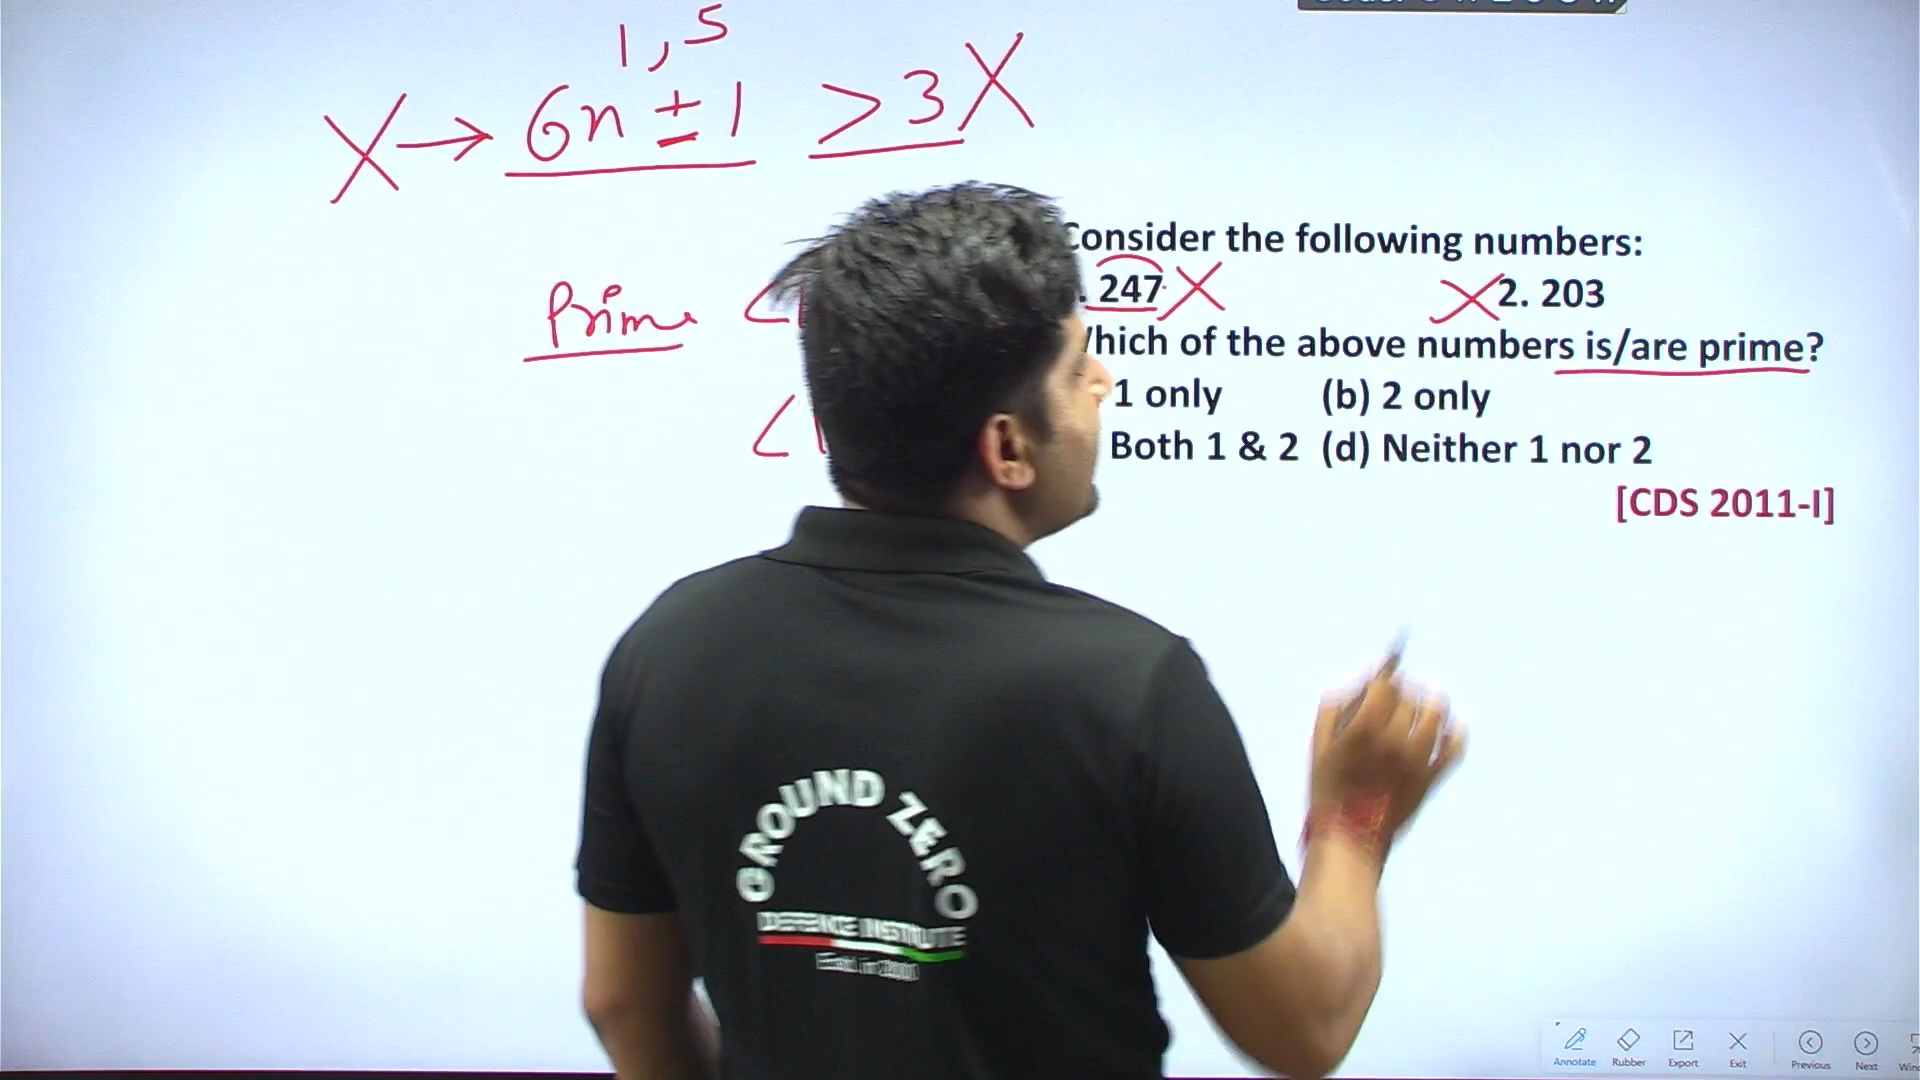 1, 5
X → 6n ± 1 > 3 X
Consider the following numbers:
. 247 X X 2. 203
Prime <
hich of the above numbers is/are prime?
1 only (b) 2 only
<
Both 1 & 2 (d) Neither 1 nor 2
[CDS 2011-I]
GROUND ZERO
DEFENCE INSTITUTE
Annotate Rubber Export Exit Previous Next